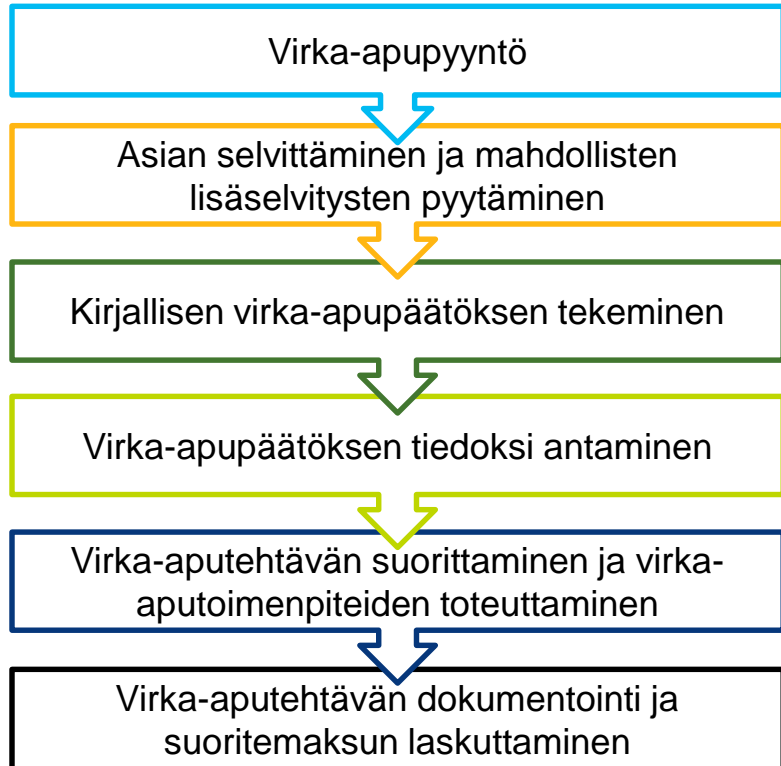 Virka-apupyyntö
Asian selvittäminen ja mahdollisten
lisäselvitysten pyytäminen
Kirjallisen virka-apupäätöksen tekeminen
Virka-apupäätöksen tiedoksi antaminen
Virka-aputehtävän suorittaminen ja virka-
aputoimenpiteiden toteuttaminen
Virka-aputehtävän dokumentointi ja
suoritemaksun laskuttaminen